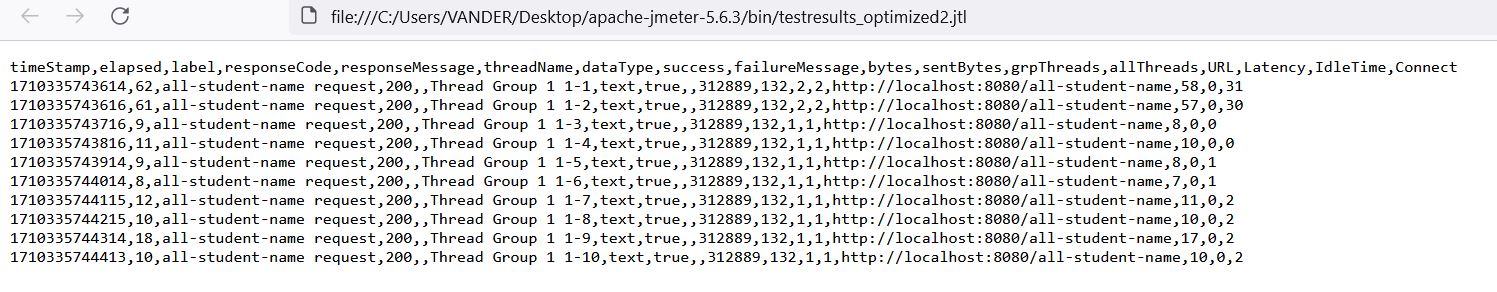 file:///C:/Users/VANDER/Desktop/apache-jmeter-5.6.3/bin/testresults_optimized2.jtl
timeStamp,elapsed,label,responseCode,responseMessage,threadName,dataType,success,failureMessage,bytes,sentBytes,grpThreads,allThreads,URL,Latency,IdleTime,Connect
1710335743614,62,all-student-name request,200,,Thread Group 1 1-1,text,true,,312889,132,2,2,http://localhost:8080/all-student-name,58,0,31
1710335743616,61,all-student-name request,200,,Thread Group 1 1-2,text,true,,312889,132,2,2,http://localhost:8080/all-student-name,57,0,30
1710335743716,9,all-student-name request,200,,Thread Group 1 1-3,text,true,,312889,132,1,1,http://localhost:8080/all-student-name,8,0,0
1710335743816,11,all-student-name request,200,,Thread Group 1 1-4,text,true,,312889,132,1,1,http://localhost:8080/all-student-name,10,0,0
1710335743914,9,all-student-name request,200,,Thread Group 1 1-5,text,true,,312889,132,1,1,http://localhost:8080/all-student-name,8,0,1
1710335744014,8,all-student-name request,200,,Thread Group 1 1-6,text,true,,312889,132,1,1,http://localhost:8080/all-student-name,7,0,1
1710335744115,12,all-student-name request,200,,Thread Group 1 1-7,text,true,,312889,132,1,1,http://localhost:8080/all-student-name,11,0,2
1710335744215,10,all-student-name request,200,,Thread Group 1 1-8,text,true,,312889,132,1,1,http://localhost:8080/all-student-name,10,0,2
1710335744314,18,all-student-name request,200,,Thread Group 1 1-9,text,true,,312889,132,1,1,http://localhost:8080/all-student-name,17,0,2
1710335744413,10,all-student-name request,200,,Thread Group 1 1-10,text,true,,312889,132,1,1,http://localhost:8080/all-student-name,10,0,2